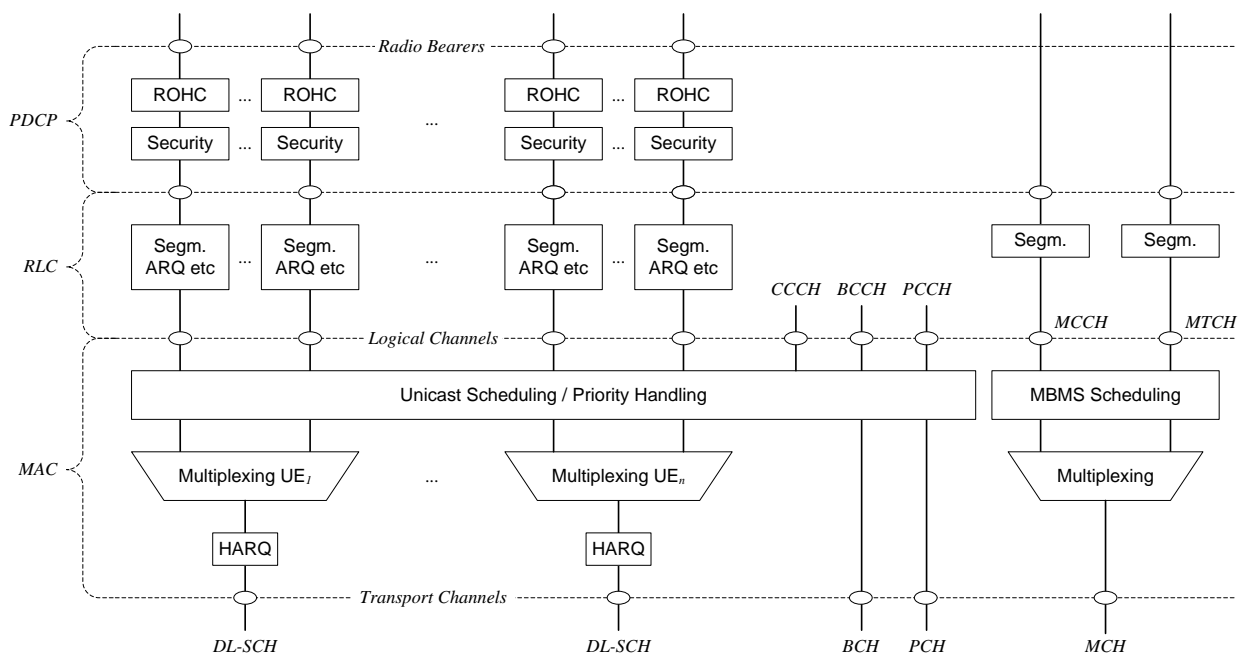 Radio Bearers
ROHC ... ROHC ROHC ... ROHC
PDCP ...
Security ... Security Security ... Security
Segm. ARQ etc ... Segm. ARQ etc ... Segm. ARQ etc ... Segm. ARQ etc Segm. Segm.
RLC
CCCH BCCH PCCH
Logical Channels MCCH MTCH
Unicast Scheduling / Priority Handling MBMS Scheduling
MAC Multiplexing UE1 ... Multiplexing UEn Multiplexing
HARQ HARQ
Transport Channels
DL-SCH DL-SCH BCH PCH MCH